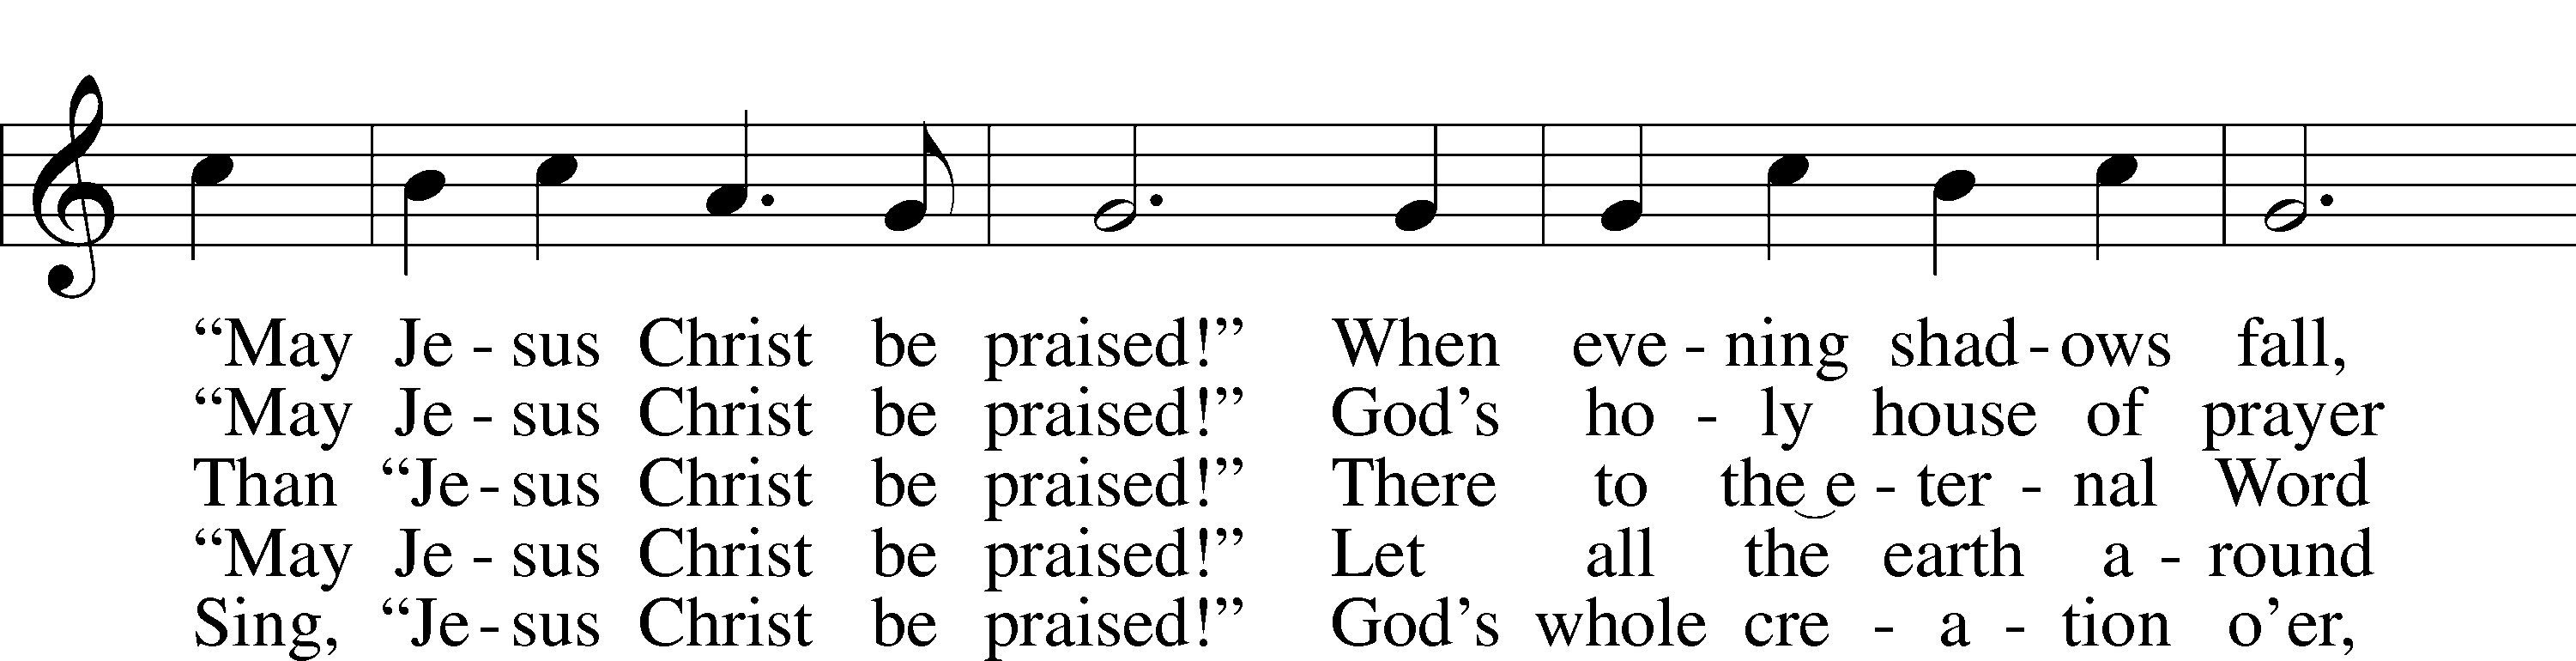 “May Je - sus Christ be praised!” When eve - ning shad - ows fall,
“May Je - sus Christ be praised!” God’s ho - ly house of prayer
Than “Je - sus Christ be praised!” There to the e - ter - nal Word
“May Je - sus Christ be praised!” Let all the earth a - round
Sing, “Je - sus Christ be praised!” God’s whole cre - a - tion o’er,